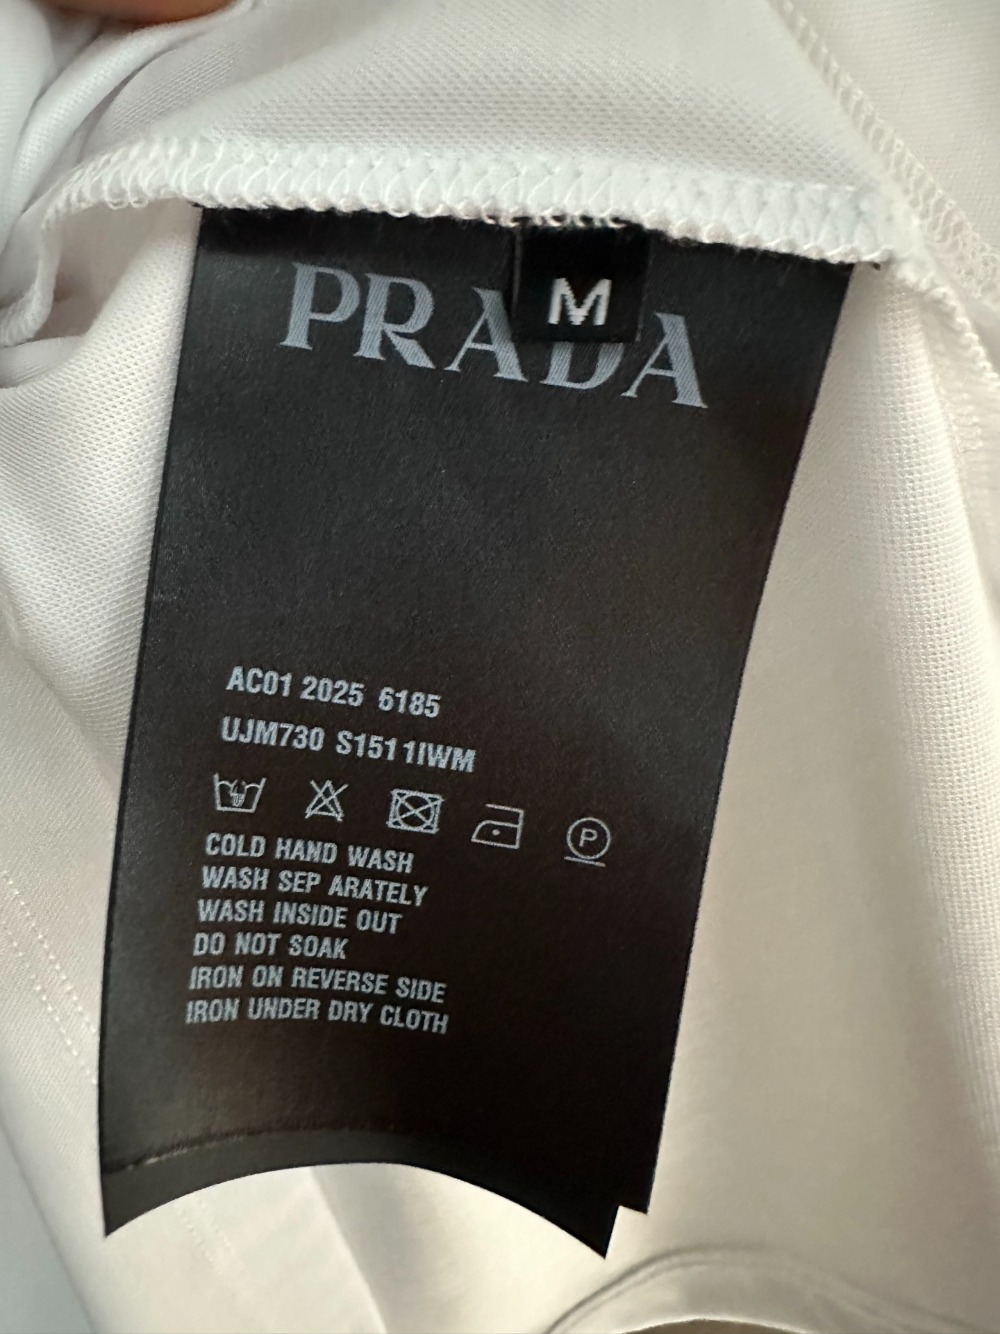 M
PRADA
AC01 2025 6185
UJM730 S151 1IWM
P
COLD HAND WASH
WASH SEP ARATELY
WASH INSIDE OUT
DO NOT SOAK
IRON ON REVERSE SIDE
IRON UNDER DRY CLOTH